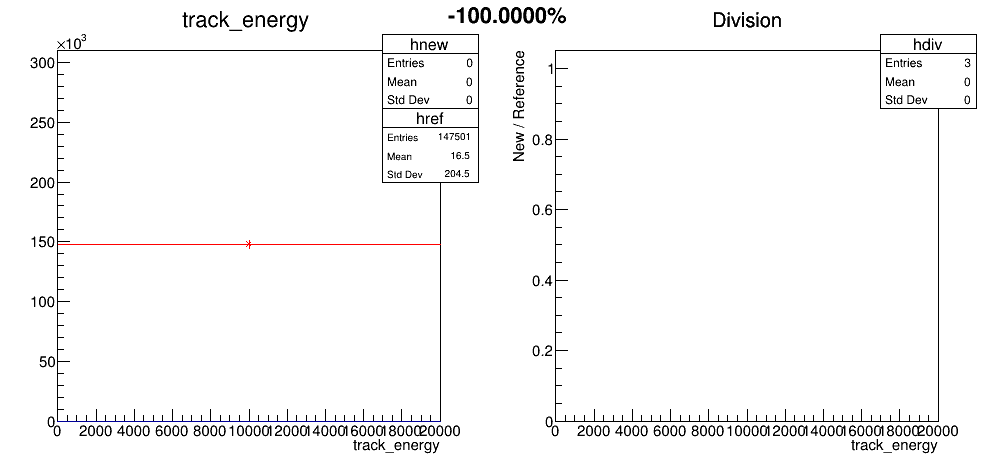 -100.0000%
track_energy
×10³
hnew
Entries 0
Mean 0
Std Dev 0
href
Entries 147501
Mean 16.5
Std Dev 204.5
300
250
200
150
100
50
0
0 2000 4000 6000 8000 10000 12000 14000 16000 18000 20000
track_energy
Division
hdiv
Entries 3
Mean 0
Std Dev 0
New / Reference
1
0.8
0.6
0.4
0.2
0
0 2000 4000 6000 8000 10000 12000 14000 16000 18000 20000
track_energy